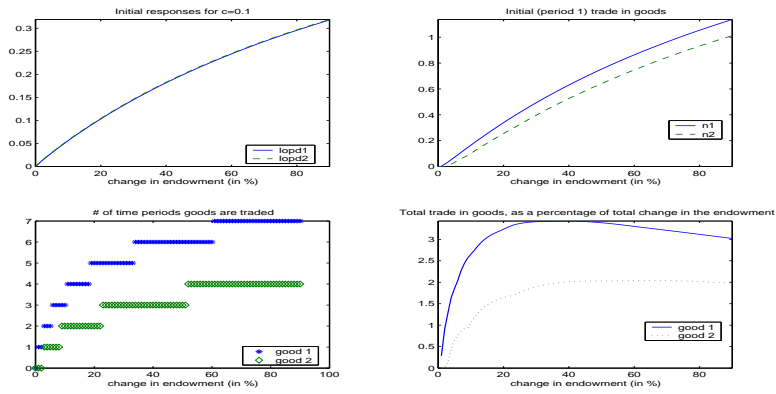 Initial responses for c=0.1
0.3
0.25
0.2
0.15
0.1
0.05
0
0 20 40 60 80
change in endowment (in %)
lopd1
lopd2
Initial (period 1) trade in goods
1
0.8
0.6
0.4
0.2
0
0 20 40 60 80
change in endowment (in %)
n1
n2
# of time periods goods are traded
7
6
5
4
3
2
1
0
0 20 40 60 80 100
change in endowment (in %)
good 1
good 2
Total trade in goods, as a percentage of total change in the endowment
3
2.5
2
1.5
1
0.5
0
0 20 40 60 80
change in endowment (in %)
good 1
good 2